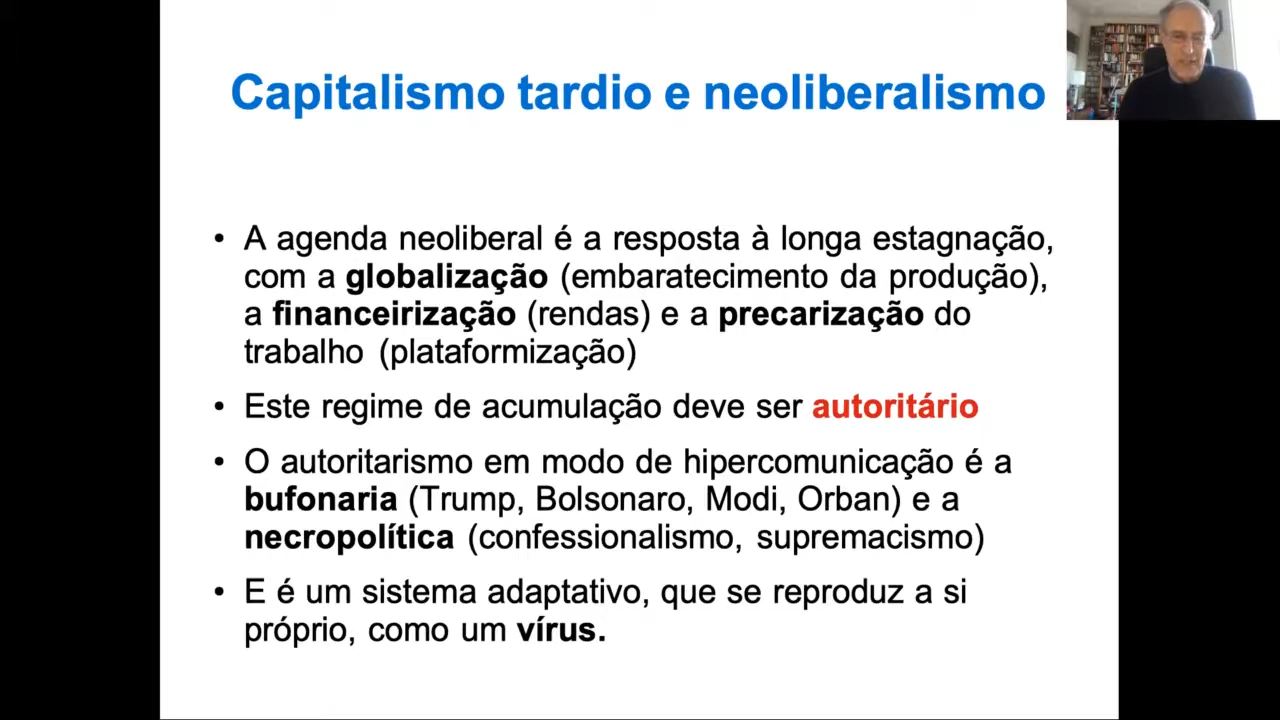 Capitalismo tardio e neoliberalismo
• A agenda neoliberal é a resposta à longa estagnação,
com a globalização (embaratecimento da produção),
a financeirização (rendas) e a precarização do
trabalho (plataformização)
• Este regime de acumulação deve ser autoritário
• O autoritarismo em modo de hipercomunicação é a
bufonaria (Trump, Bolsonaro, Modi, Orban) e a
necropolítica (confessionalismo, supremacismo)
• E é um sistema adaptativo, que se reproduz a si
próprio, como um vírus.